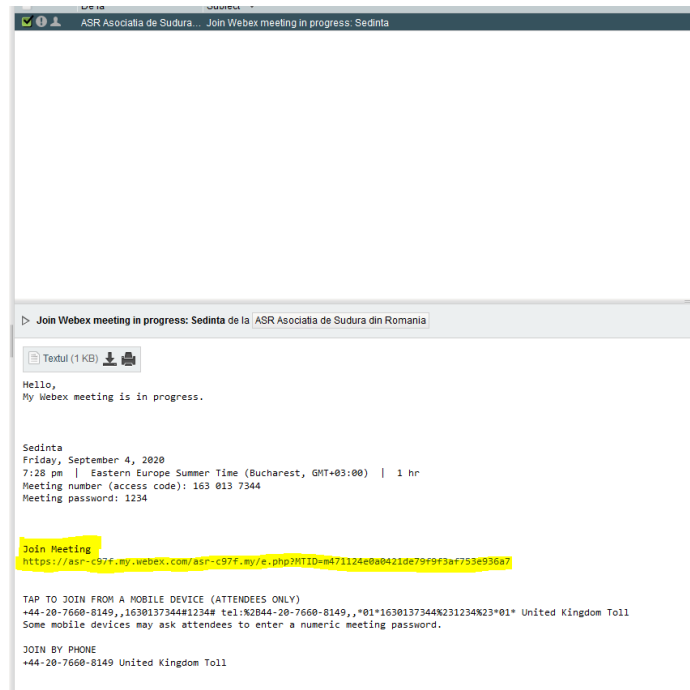 De la Subiect
ASR Asociatia de Sudura... Join Webex meeting in progress: Sedinta
Join Webex meeting in progress: Sedinta de la ASR Asociatia de Sudura din Romania
Textul (1 KB)
Hello,
My Webex meeting is in progress.
Sedinta
Friday, September 4, 2020
7:28 pm | Eastern Europe Summer Time (Bucharest, GMT+03:00) | 1 hr
Meeting number (access code): 163 013 7344
Meeting password: 1234
Join Meeting
https://asr-c97f.my.webex.com/asr-c97f.my/e.php?MTID=m471124e0a0421de79f9f3af753e936a7
TAP TO JOIN FROM A MOBILE DEVICE (ATTENDEES ONLY)
+44-20-7660-8149,,1630137344#1234# tel:%2B44-20-7660-8149,,*01*1630137344%231234%23*01* United Kingdom Toll
Some mobile devices may ask attendees to enter a numeric meeting password.
JOIN BY PHONE
+44-20-7660-8149 United Kingdom Toll